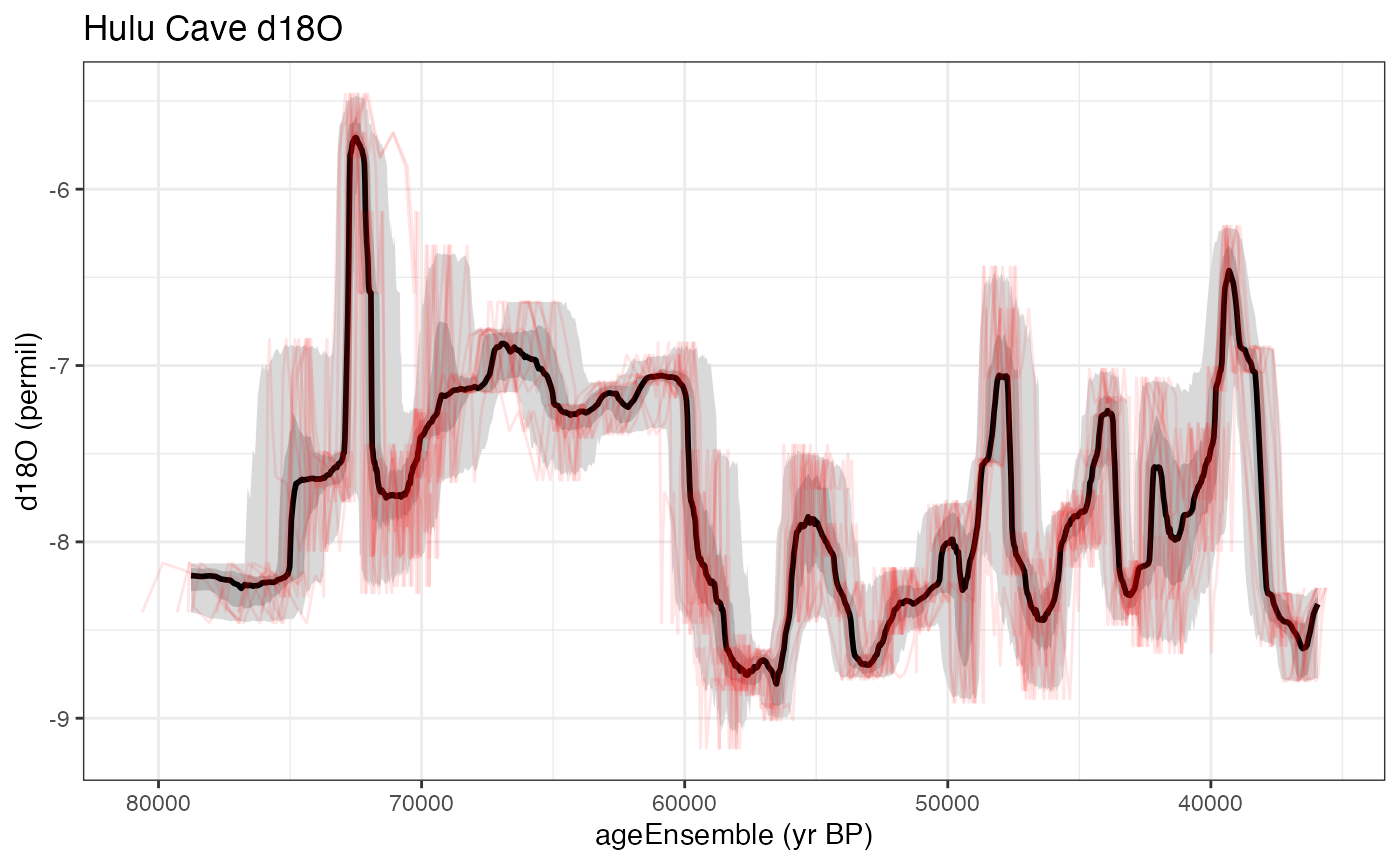 Hulu Cave d18O
d18O (permil)
-6
-7
-8
-9
80000 70000 60000 50000 40000
ageEnsemble (yr BP)